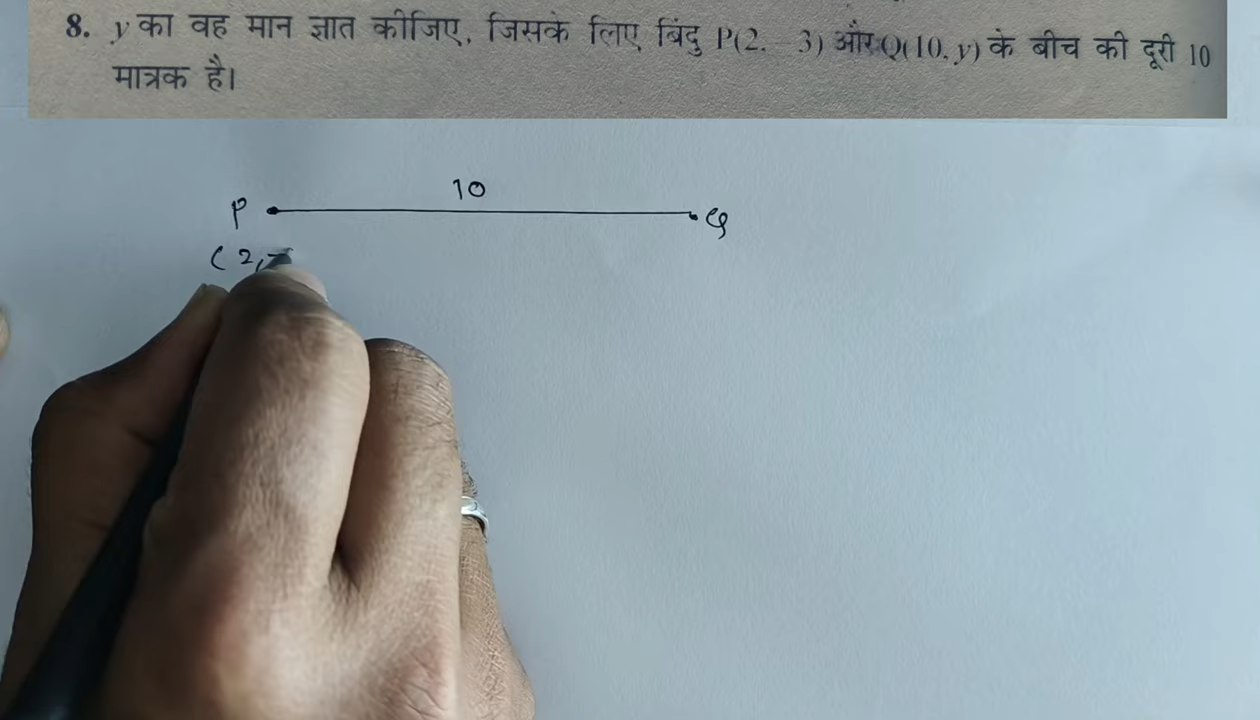 8. y का वह मान ज्ञात कीजिए, जिसके लिए बिंदु P(2. 3) और Q(10, y) के बीच की दूरी 10
मात्रक है।
10
P Q
( 2, -